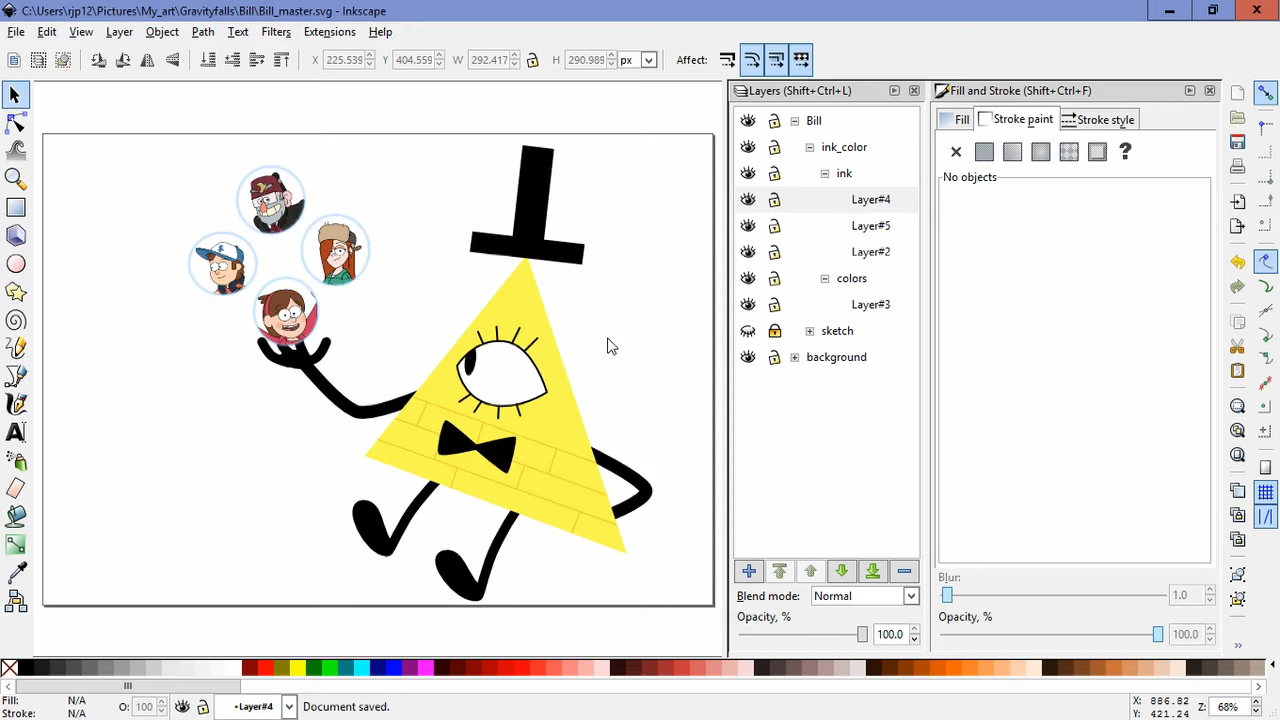 C:\Users\rjp12\Pictures\My_art\Gravityfalls\Bill\Bill_master.svg - Inkscape
File Edit View Layer Object Path Text Filters Extensions Help
X 225.539 Y 404.559 W 292.417 H 290.989 px Affect:
Layers (Shift+Ctrl+L)
Fill and Stroke (Shift+Ctrl+F)
Bill
ink_color
ink
Layer#4
Layer#5
Layer#2
colors
Layer#3
sketch
background
Blend mode: Normal
Opacity, %
100.0
Fill Stroke paint Stroke style
?
No objects
Blur:
1.0
Opacity, %
100.0
Fill: N/A
Stroke: N/A
O: 100
•Layer#4
Document saved.
X: 886.82
Y: 421.24
Z: 68%